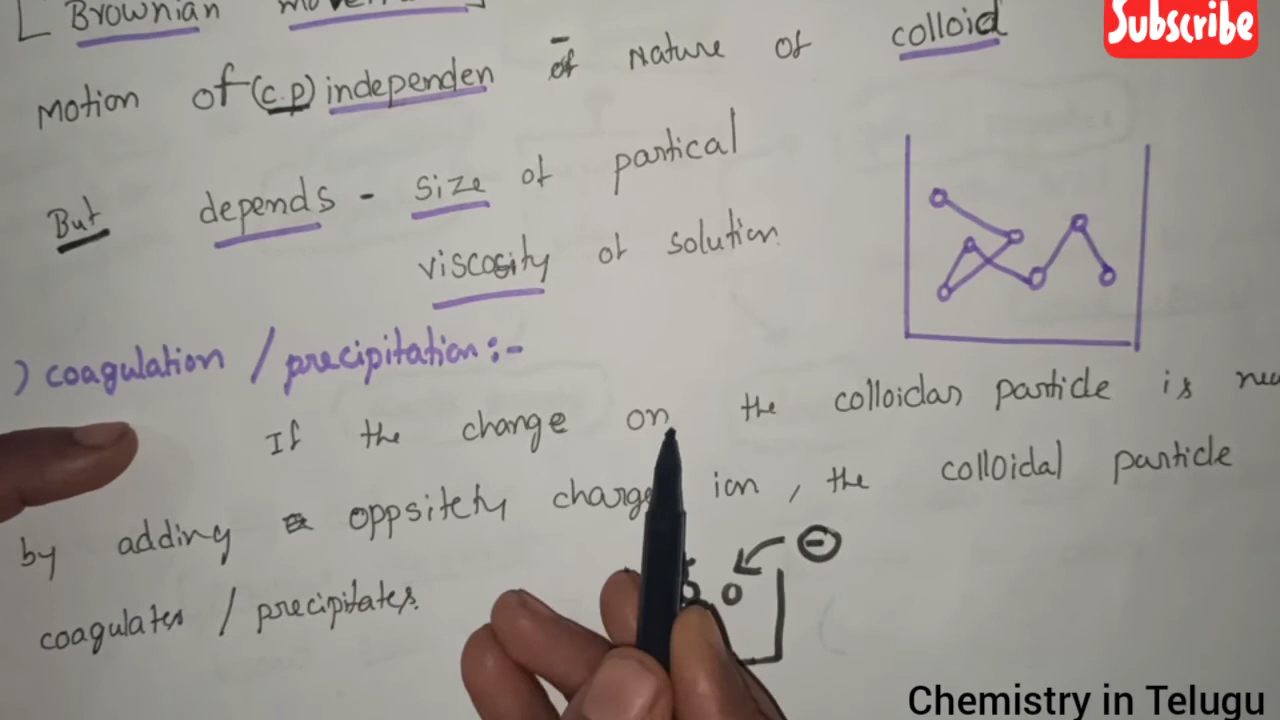 Subscribe
[ Brownian
motion of (c.p) independen of Nature of colloid
But depends - size of partical
viscosity of solution
) coagulation / precipitation :-
If the change on the colloidas particle is
by adding oppsitely charge ion , the colloidal particle
coagulates / precipitates.
Chemistry in Telugu